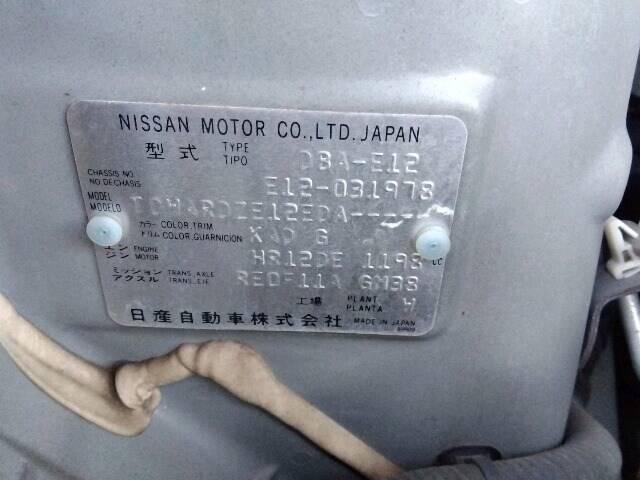 NISSAN MOTOR CO.,LTD. JAPAN
型式 TYPE TIPO DBA-E12
CHASSIS NO. NO.DECHASIS E12-031978
MODEL MODELO
カラー トリム COLOR,TRIM COLOR,GUARNICION KAD G
エンジン ENGINE MOTOR HR12DE 1198 CC
ミッション アクスル TRANS.,AXLE TRANS.,EJE RE0F11A GM38
工場 PLANT PLANTA W
日産自動車株式会社 MADE IN JAPAN